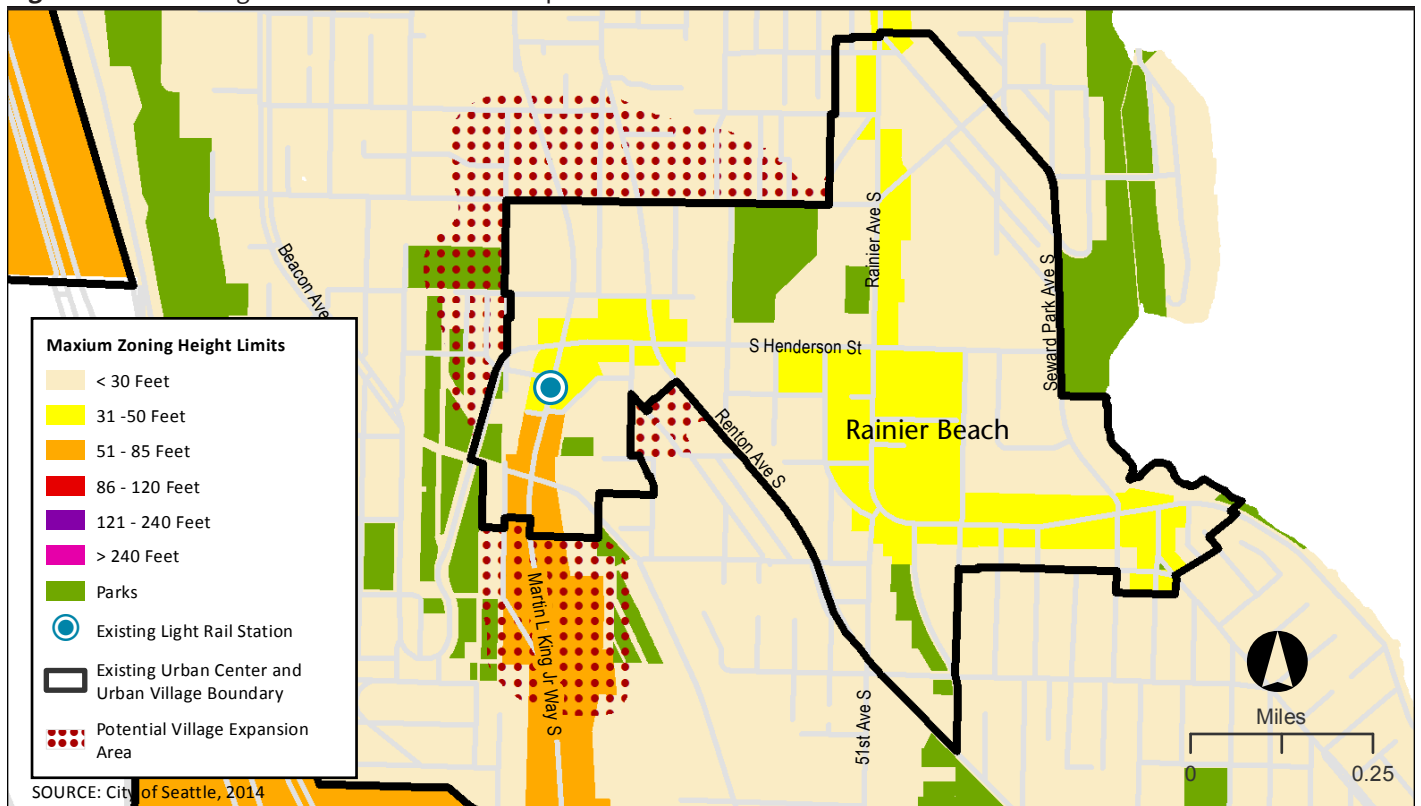 Beacon Ave
Rainier Ave S
Seward Park Ave S
S Henderson St
Rainier Beach
Renton Ave S
Martin L King Jr Way S
51st Ave S
Maxium Zoning Height Limits
< 30 Feet
31 -50 Feet
51 - 85 Feet
86 - 120 Feet
121 - 240 Feet
> 240 Feet
Parks
Existing Light Rail Station
Existing Urban Center and
Urban Village Boundary
Potential Village Expansion
Area
Miles
0
0.25
SOURCE: City of Seattle, 2014